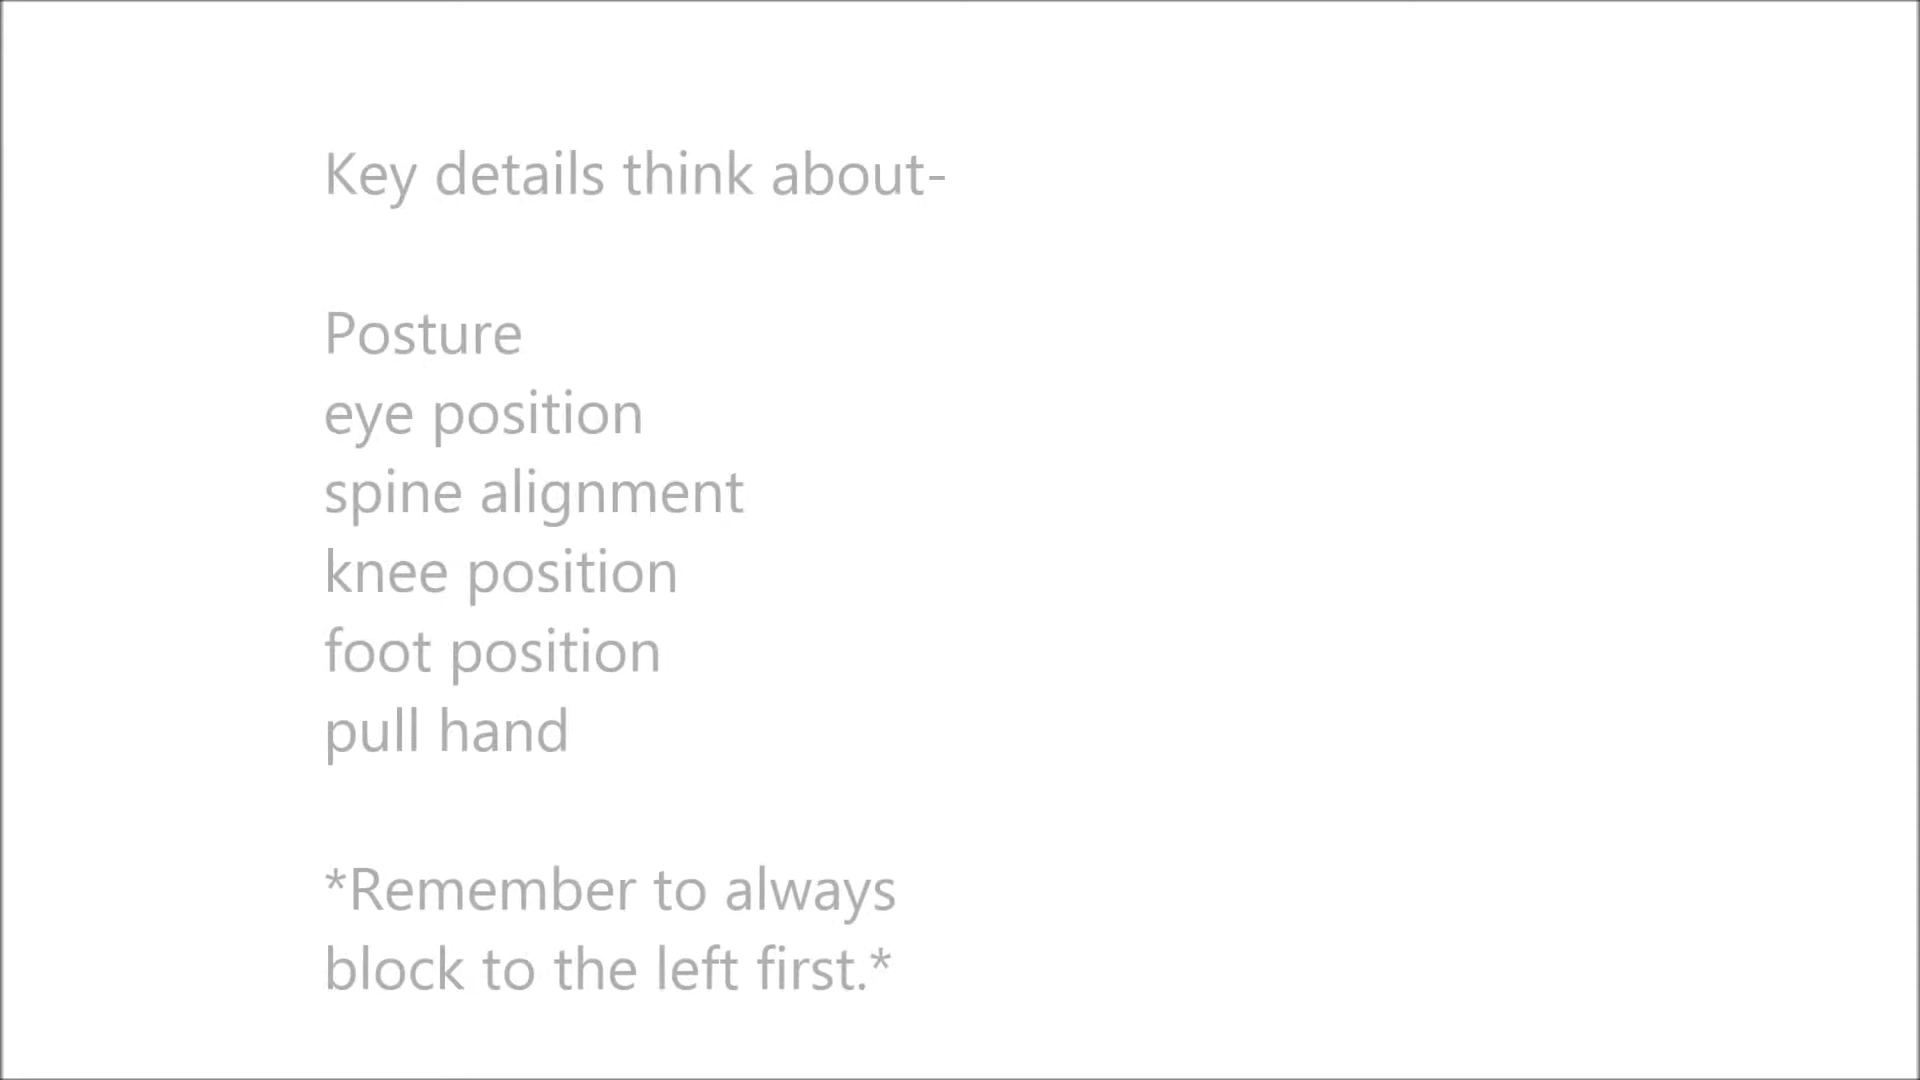 Key details think about-
Posture
eye position
spine alignment
knee position
foot position
pull hand
*Remember to always
block to the left first.*